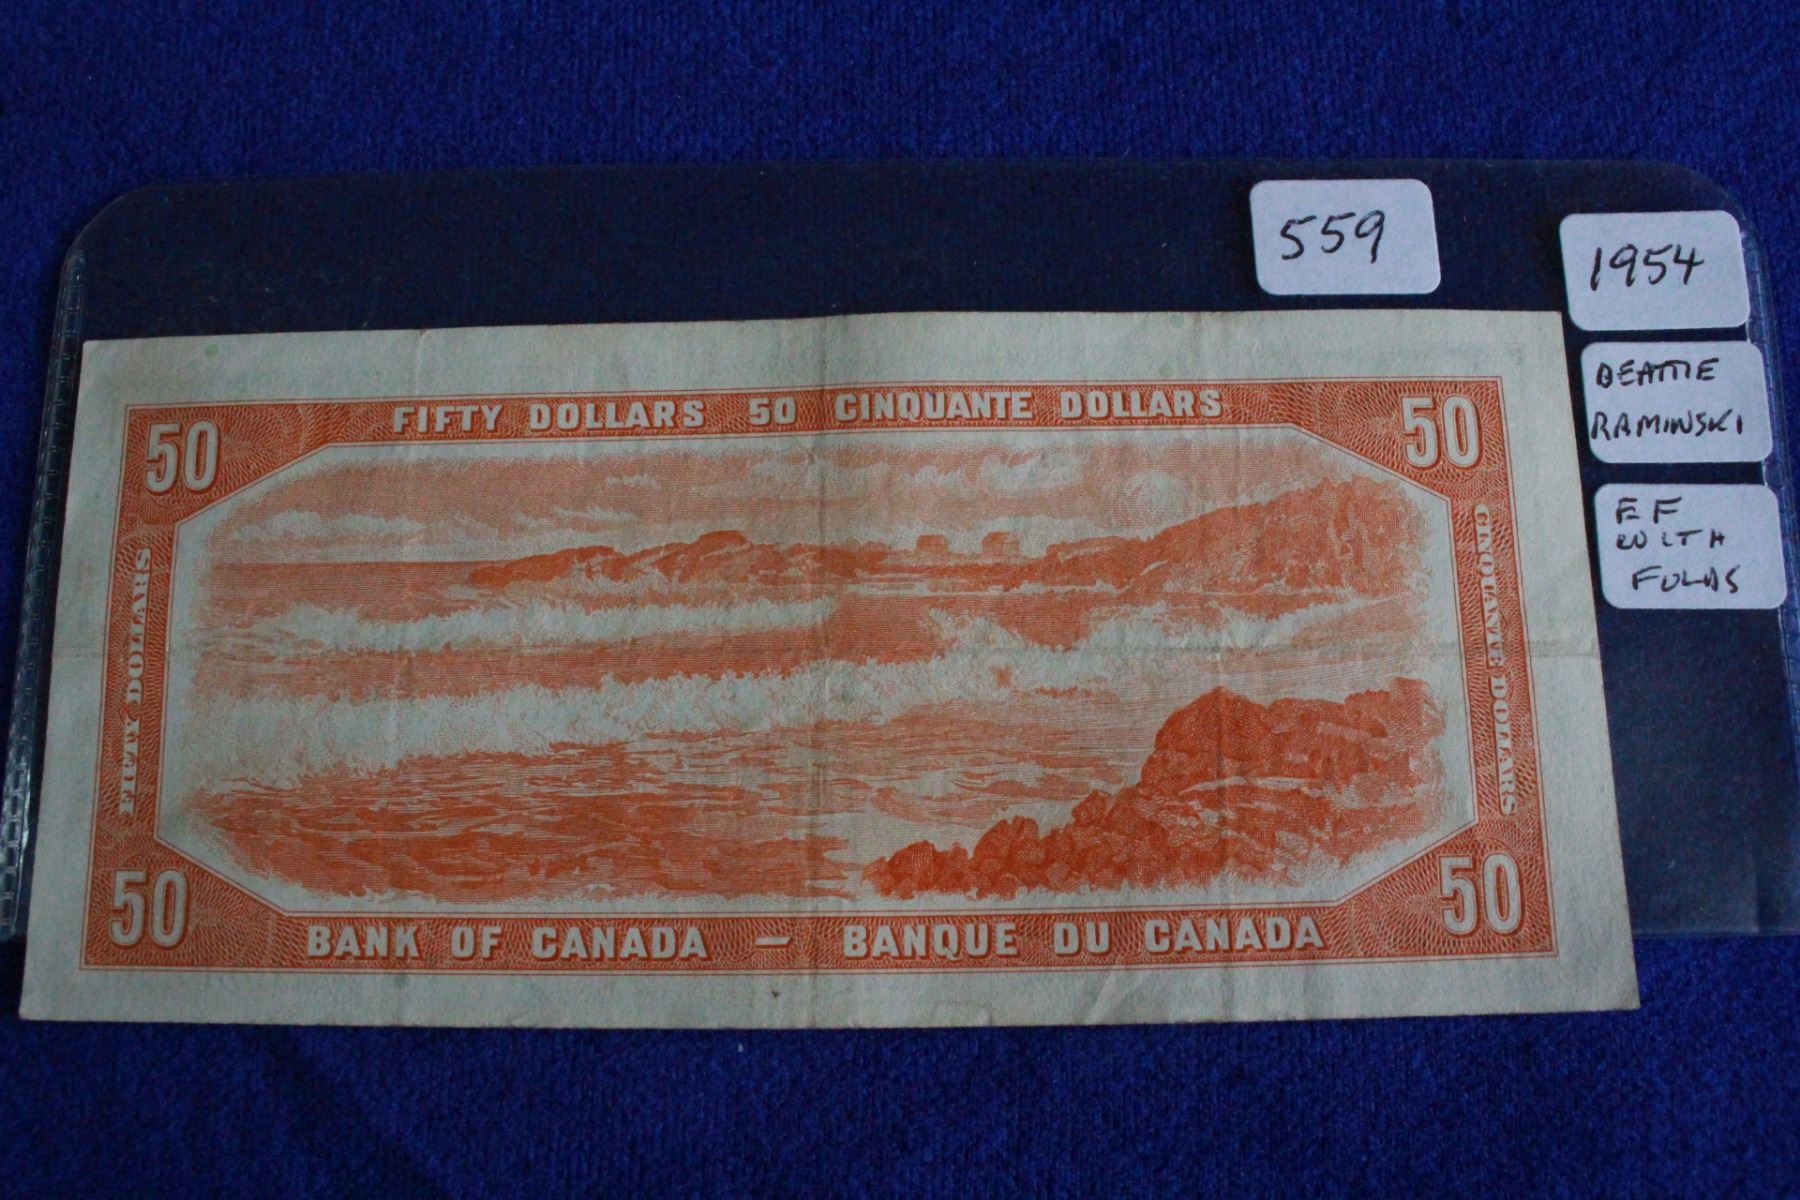 559
1954
BEATTIE
RAMINSKI
EF
WITH
FOLDS
50 FIFTY DOLLARS 50 CINQUANTE DOLLARS 50
FIFTY DOLLARS
CINQUANTE DOLLARS
50 BANK OF CANADA — BANQUE DU CANADA 50